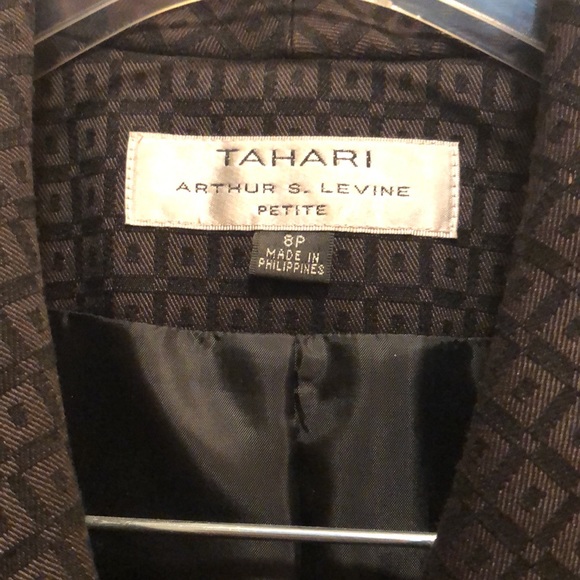 TAHARI
ARTHUR S. LEVINE
PETITE
8P
MADE IN
PHILIPPINES